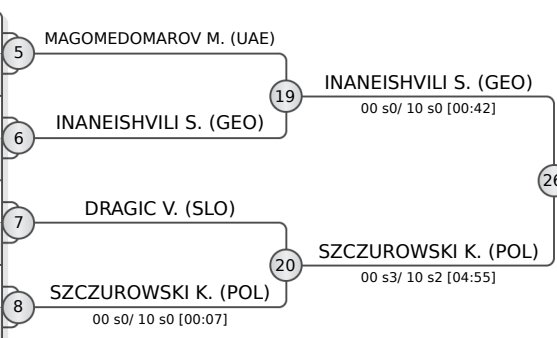 5
MAGOMEDOMAROV M. (UAE)
19
INANEISHVILI S. (GEO)
00 s0/ 10 s0 [00:42]
6
INANEISHVILI S. (GEO)
26
7
DRAGIC V. (SLO)
20
SZCZUROWSKI K. (POL)
00 s3/ 10 s2 [04:55]
8
SZCZUROWSKI K. (POL)
00 s0/ 10 s0 [00:07]